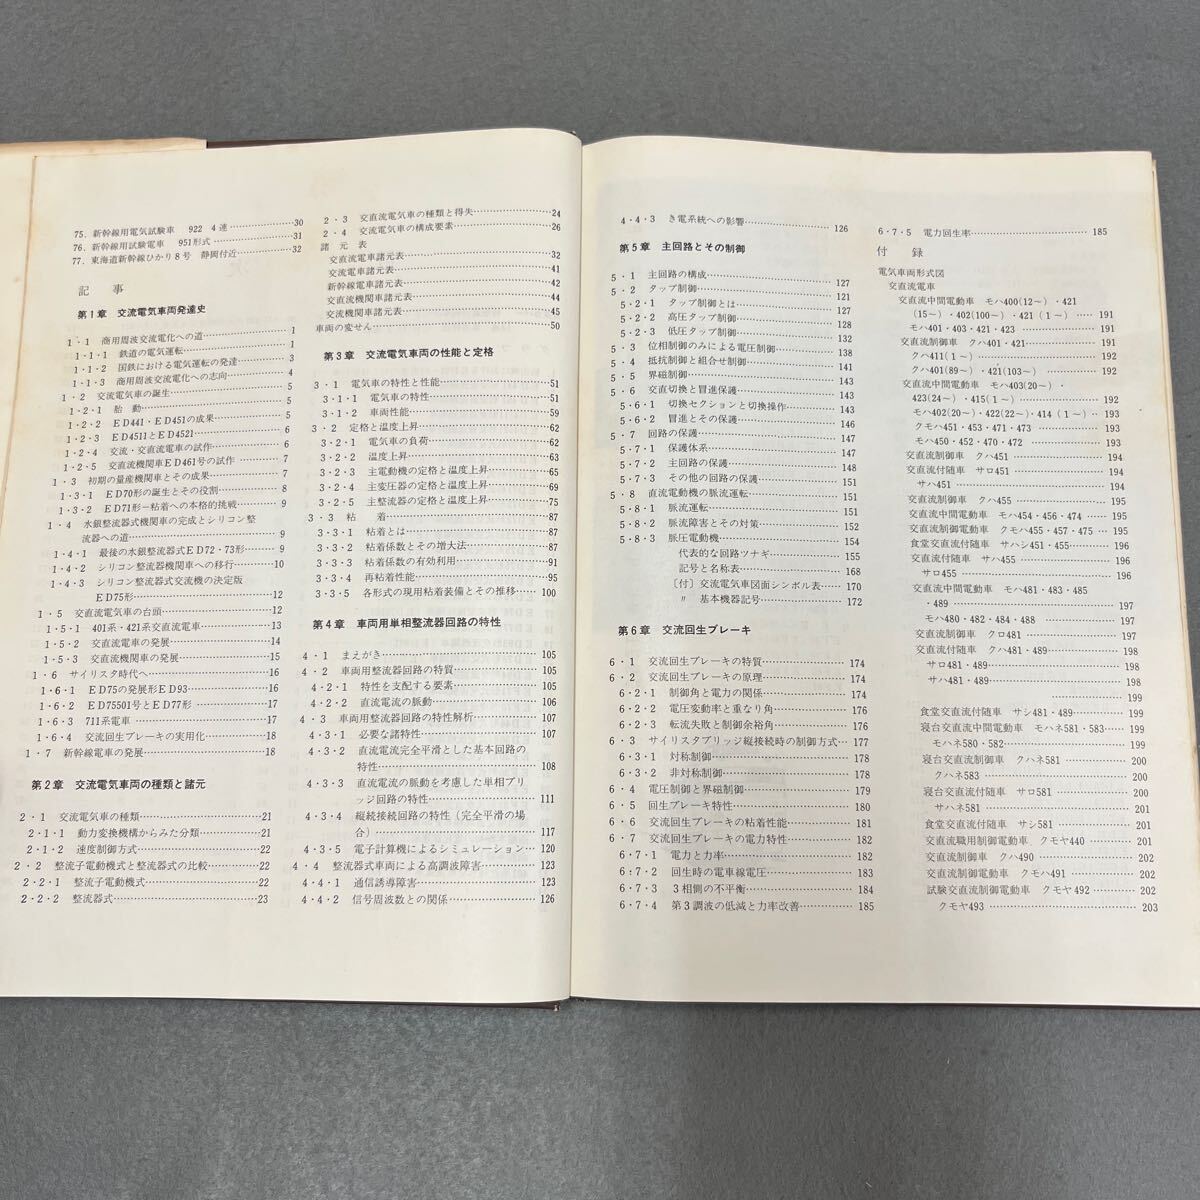 75. 新幹線用電気試験車 922 4連………30
76. 新幹線用試験電車 951形式………31
77. 東海道新幹線ひかり8号 静岡付近………32
記事
第1章 交流電気車両発達史
1・1 商用周波交流電化への道………1
1・1・1 鉄道の電気運転………1
1・1・2 国鉄における電気運転の発達………3
1・1・3 商用周波交流電化への志向………4
1・2 交流電気車の誕生………5
1・2・1 胎動………5
1・2・2 ED441・ED451の成果………5
1・2・3 ED4511とED4521………6
1・2・4 交流・交直流電車の試作………6
1・2・5 交直流機関車ED461号の試作………7
1・3 初期の量産機関車とその成果………7
1・3・1 ED70形の誕生とその役割………8
1・3・2 ED71形―粘着への本格的挑戦………9
1・4 水銀整流器式機関車の完成とシリコン整
流器への道………9
1・4・1 最後の水銀整流器式ED72・73形………9
1・4・2 シリコン整流器機関車への移行………10
1・4・3 シリコン整流器式交流機の決定版
ED75形………12
1・5 交直流電気車の台頭………12
1・5・1 401系・421系交直流電車………13
1・5・2 交直流電車の発展………14
1・5・3 交直流機関車の発展………15
1・6 サイリスタ時代へ………16
1・6・1 ED75の発展形ED93………16
1・6・2 ED75501号とED77形………17
1・6・3 711系電車………17
1・6・4 交流回生ブレーキの実用化………18
1・7 新幹線電車の発展………18
第2章 交流電気車両の種類と諸元
2・1 交流電気車の種類………21
2・1・1 動力変換機構からみた分類………21
2・1・2 速度制御方式………22
2・2 整流子電動機式と整流器式の比較………22
2・2・1 整流子電動機式………22
2・2・2 整流器式………23
2・3 交直流電気車の種類と得失………24
2・4 交流電気車の構成要素………26
諸元表
交直流電車諸元表………32
交流電車諸元表………41
新幹線電車諸元表………42
交直流機関車諸元表………44
交流機関車諸元表………45
車両の変せん………50
第3章 交流電気車両の性能と定格
3・1 電気車の特性と性能………51
3・1・1 電気車の特性………51
3・1・2 車両性能………59
3・2 定格と温度上昇………62
3・2・1 電気車の負荷………62
3・2・2 温度上昇………63
3・2・3 主電動機の定格と温度上昇………65
3・2・4 主変圧器の定格と温度上昇………69
3・2・5 主整流器の定格と温度上昇………75
3・3 粘着………87
3・3・1 粘着とは………87
3・3・2 粘着係数とその増大法………87
3・3・3 粘着係数の有効利用………91
3・3・4 再粘着性能………95
3・3・5 各形式の現用粘着装備とその推移………100
第4章 車両用単相整流器回路の特性
4・1 まえがき………105
4・2 車両用整流器回路の特質………105
4・2・1 特性を支配する要素………105
4・2・2 直流電流の脈動………106
4・3 車両用整流器回路の特性解析………107
4・3・1 必要な諸特性………107
4・3・2 直流電流完全平滑とした基本回路の
特性………108
4・3・3 直流電流の脈動を考慮した単相ブリ
ッジ回路の特性………111
4・3・4 縦続接続回路の特性(完全平滑の場
合)………117
4・3・5 電子計算機によるシミュレーション………120
4・4 整流器式車両による高調波障害………123
4・4・1 通信誘導障害………123
4・4・2 信号周波数との関係………126
4・4・3 き電系統への影響………126
第5章 主回路とその制御
5・1 主回路の構成………127
5・2 タップ制御………121
5・2・1 タップ制御とは………127
5・2・2 高圧タップ制御………127
5・2・3 低圧タップ制御………128
5・3 位相制御のみによる電圧制御………138
5・4 抵抗制御と組合せ制御………141
5・5 界磁制御………143
5・6 交直切換と冒進保護………143
5・6・1 切換セクションと切換操作………143
5・6・2 冒進とその保護………146
5・7 回路の保護………147
5・7・1 保護体系………147
5・7・2 主回路の保護………148
5・7・3 その他の回路の保護………151
5・8 直流電動機の脈流運転………151
5・8・1 脈流運転………151
5・8・2 脈流障害とその対策………152
5・8・3 脈圧電動機………154
代表的な回路ツナギ………155
記号と名称表………168
〔付〕交流電気車図面シンボル表………170
〃 基本機器記号………172
第6章 交流回生ブレーキ
6・1 交流回生ブレーキの特質………174
6・2 交流回生ブレーキの原理………174
6・2・1 制御角と電力の関係………174
6・2・2 電圧変動率と重なり角………176
6・2・3 転流失敗と制御余裕角………176
6・3 サイリスタブリッジ縦接続時の制御方式………177
6・3・1 対称制御………178
6・3・2 非対称制御………178
6・4 電圧制御と界磁制御………179
6・5 回生ブレーキ特性………180
6・6 交流回生ブレーキの粘着性能………181
6・7 交流回生ブレーキの電力特性………182
6・7・1 電力と力率………182
6・7・2 回生時の電車線電圧………183
6・7・3 3相側の不平衡………184
6・7・4 第3調波の低減と力率改善………185
6・7・5 電力回生率………185
付録
電気車両形式図
交直流電車
交直流中間電動車 モハ400(12〜)・421
(15〜)・402(100〜)・421(1〜)………191
モハ401・403・421・423………191
交直流制御車 クハ401・421………191
クハ411(1〜)………192
クハ401(89〜)・421(103〜)………192
交直流中間電動車 モハ403(20〜)・
423(24〜)・415(1〜)………192
モハ402(20〜)・422(22〜)・414(1〜)………193
クモハ451・453・471・473………193
モハ450・452・470・472………193
交直流制御車 クハ451………194
交直流付随車 サロ451………194
サハ451………194
交直流制御車 クハ455………195
交直流中間電動車 モハ454・456・474………195
交直流制御電動車 クモハ455・457・475………195
食堂交直流付随車 サハシ451・455………196
交直流付随車 サハ455………196
サロ455………196
交直流中間電動車 モハ481・483・485
・489………197
モハ480・482・484・488………197
交直流制御車 クロ481………198
交直流付随車 クハ481・489………198
サロ481・489………198
サハ481・489………
………199
食堂交直流付随車 サシ481・489………199
寝台交直流中間電動車 モハネ581・583………199
モハネ580・582………199
寝台交直流制御車 クハネ581………200
クハネ583………200
寝台交直流付随車 サロ581………201
サハネ581………201
食堂交直流付随車 サシ581………201
交直流職用制御電動車 クモヤ440………201
交直流制御車 クハ490………202
交直流制御電動車 クモハ491………202
試験交直流制御電動車 クモヤ492………202
クモヤ493………203